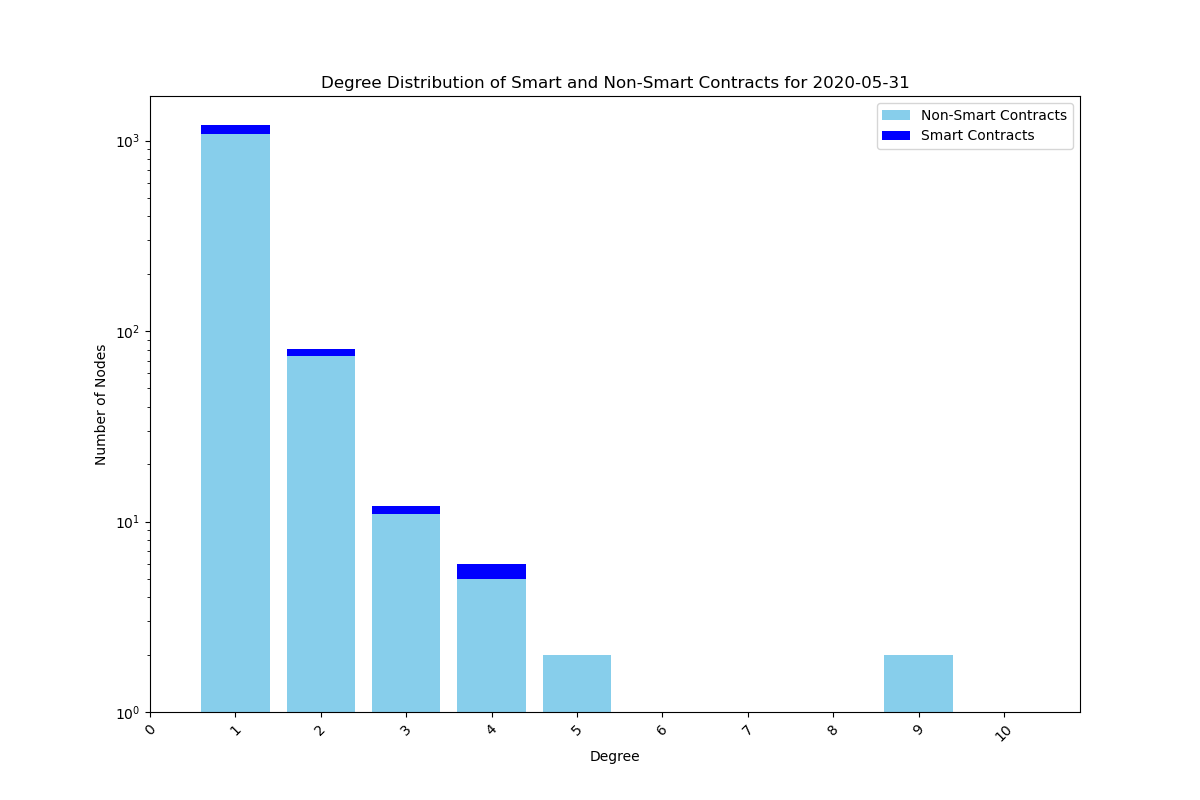 Degree Distribution of Smart and Non-Smart Contracts for 2020-05-31
Non-Smart Contracts
Smart Contracts
Number of Nodes
10³
10²
10¹
10⁰
0 1 2 3 4 5 6 7 8 9 10
Degree